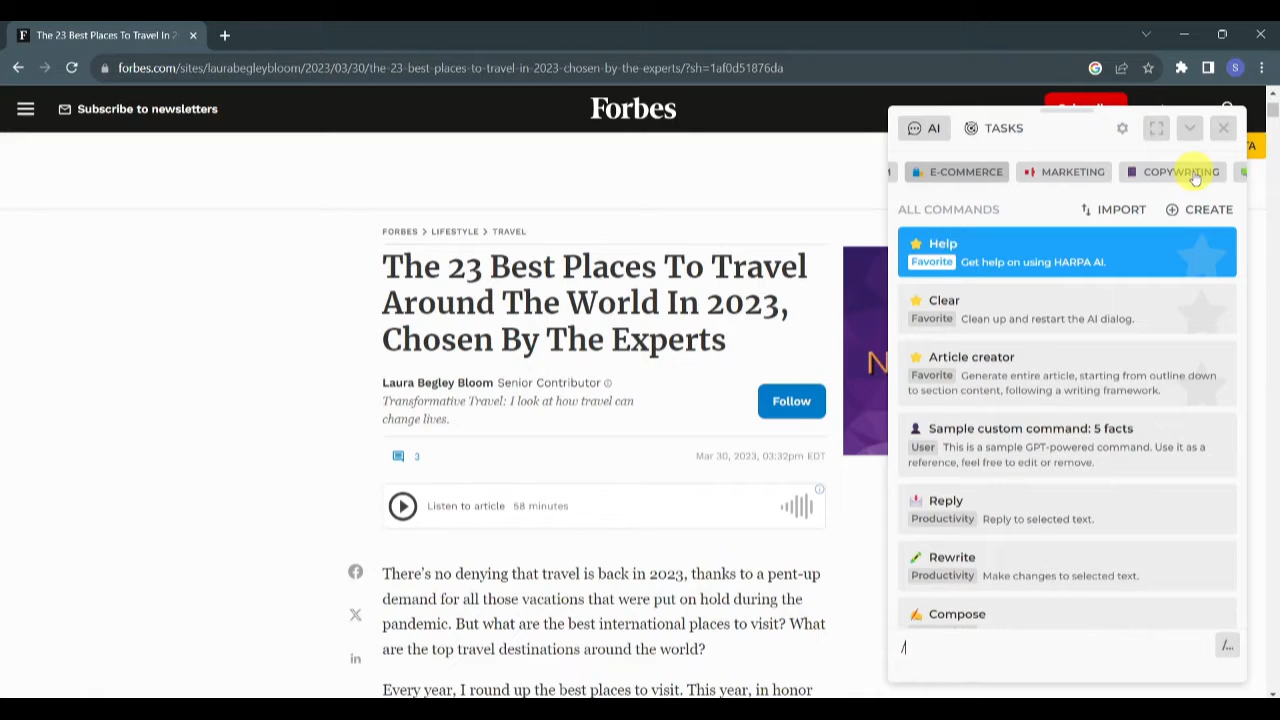 The 23 Best Places To Travel In 2
forbes.com/sites/laurabegleybloom/2023/03/30/the-23-best-places-to-travel-in-2023-chosen-by-the-experts/?sh=1af0d51876da
S
Subscribe to newsletters
Forbes
FORBES > LIFESTYLE > TRAVEL
The 23 Best Places To Travel
Around The World In 2023,
Chosen By The Experts
Laura Begley Bloom Senior Contributor
Transformative Travel: I look at how travel can
change lives.
Follow
3
Mar 30, 2023, 03:32pm EDT
Listen to article 58 minutes
There's no denying that travel is back in 2023, thanks to a pent-up
demand for all those vacations that were put on hold during the
pandemic. But what are the best international places to visit? What
are the top travel destinations around the world?
Every year, I round up the best places to visit. This year, in honor
N
AI
TASKS
E-COMMERCE
MARKETING
COPYWRITING
ALL COMMANDS
IMPORT
CREATE
Help
Favorite Get help on using HARPA AI.
Clear
Favorite Clean up and restart the AI dialog.
Article creator
Favorite Generate entire article, starting from outline down
to section content, following a writing framework.
Sample custom command: 5 facts
User This is a sample GPT-powered command. Use it as a
reference, feel free to edit or remove.
Reply
Productivity Reply to selected text.
Rewrite
Productivity Make changes to selected text.
Compose
/
/...